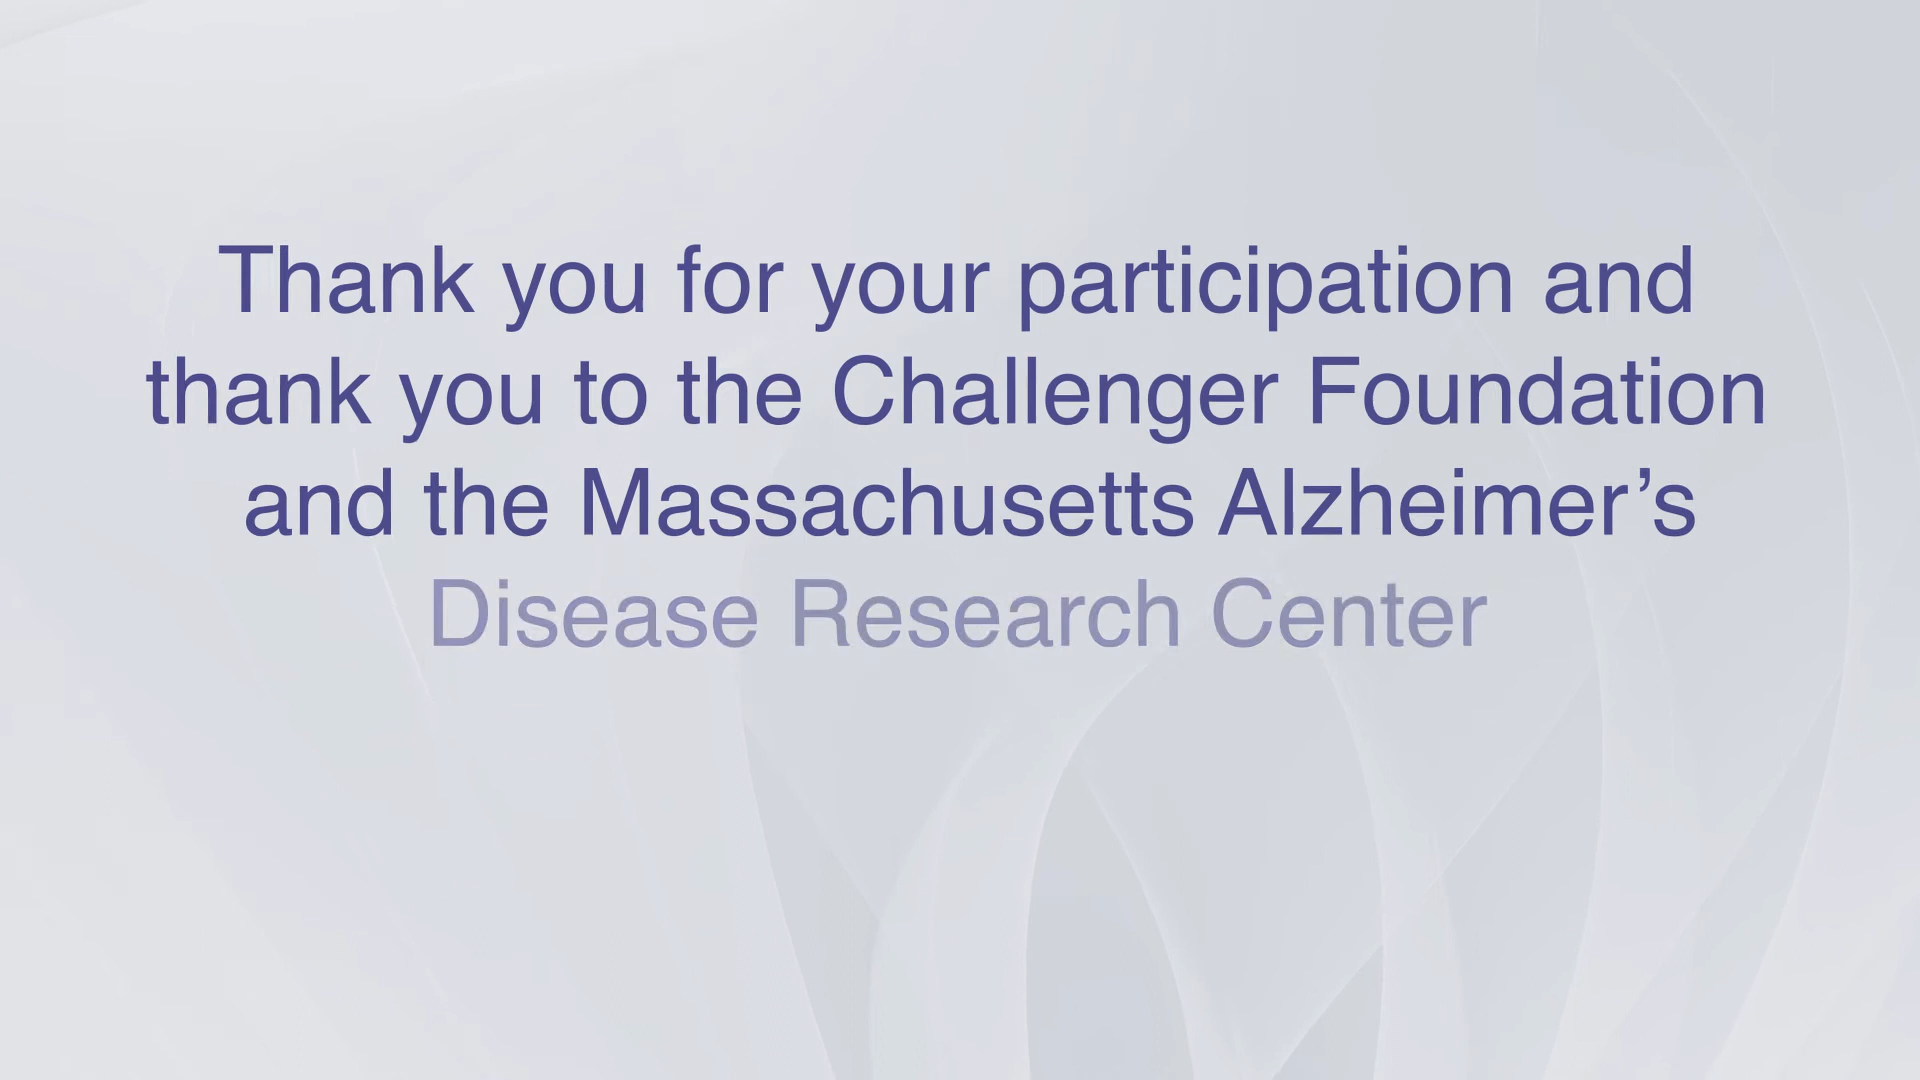 Thank you for your participation and
thank you to the Challenger Foundation
and the Massachusetts Alzheimer’s
Disease Research Center